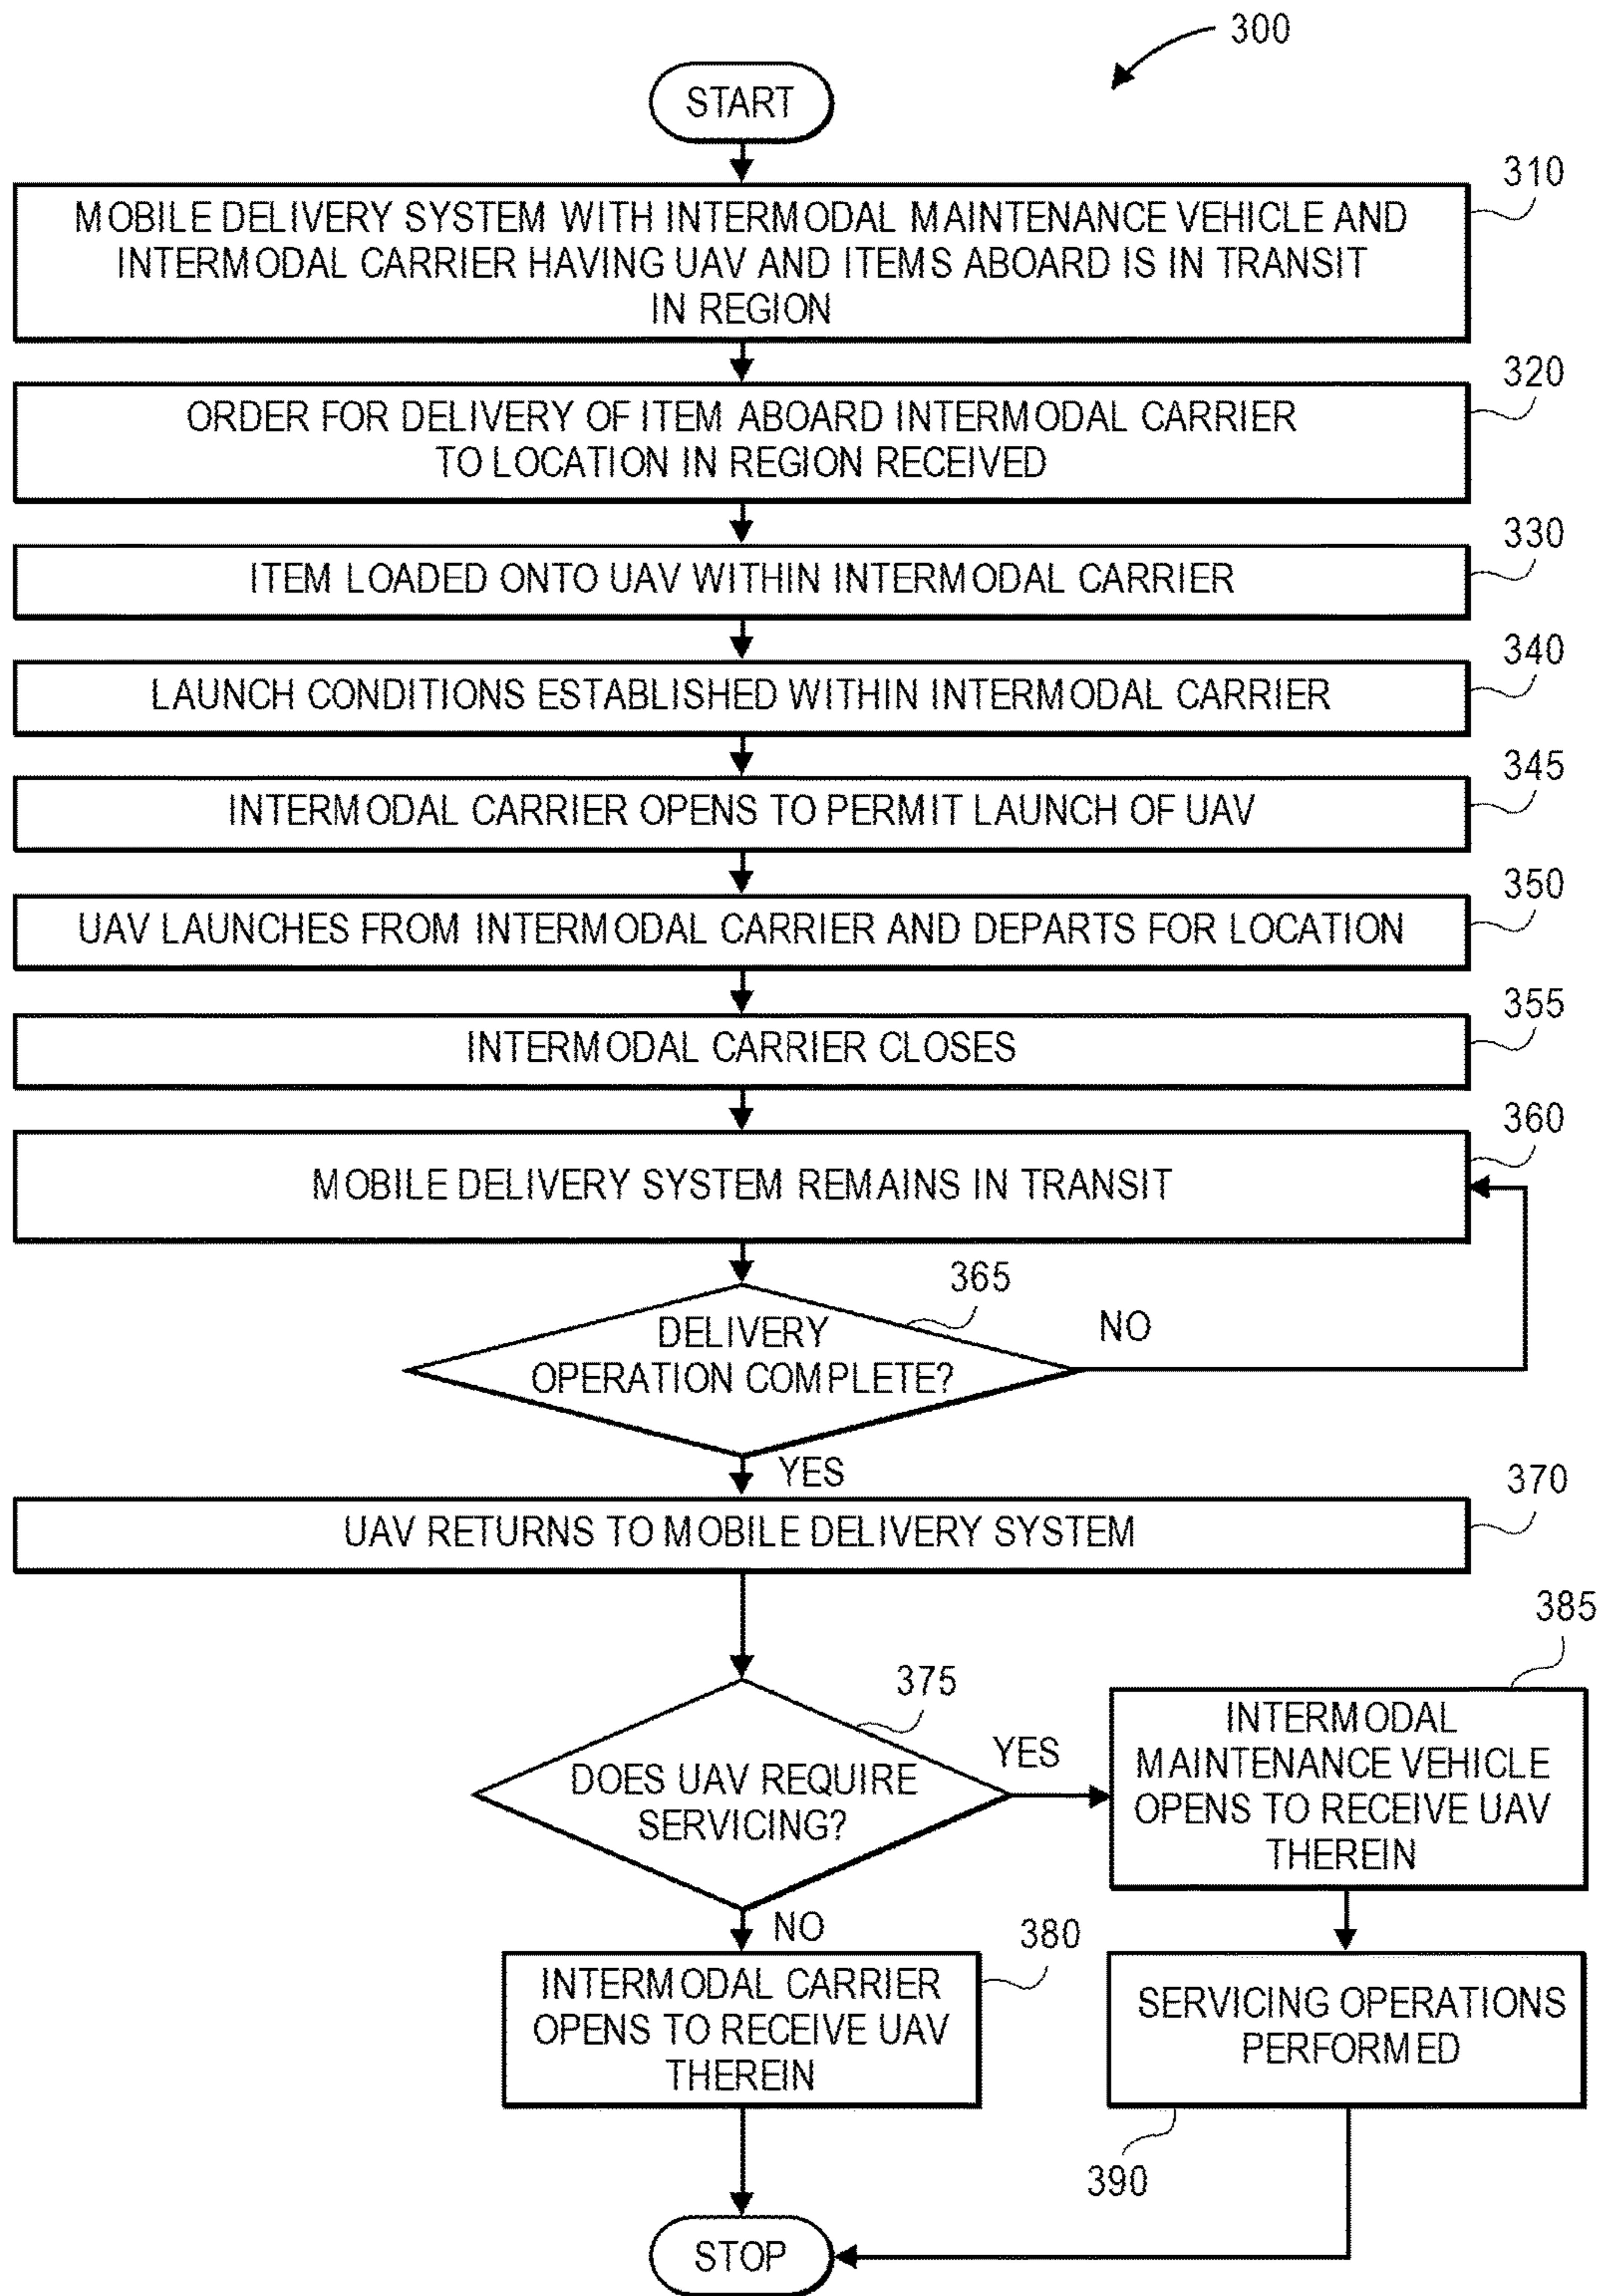 300
START
310
MOBILE DELIVERY SYSTEM WITH INTERMODAL MAINTENANCE VEHICLE AND
INTERMODAL CARRIER HAVING UAV AND ITEMS ABOARD IS IN TRANSIT
IN REGION
320
ORDER FOR DELIVERY OF ITEM ABOARD INTERMODAL CARRIER
TO LOCATION IN REGION RECEIVED
330
ITEM LOADED ONTO UAV WITHIN INTERMODAL CARRIER
340
LAUNCH CONDITIONS ESTABLISHED WITHIN INTERMODAL CARRIER
345
INTERMODAL CARRIER OPENS TO PERMIT LAUNCH OF UAV
350
UAV LAUNCHES FROM INTERMODAL CARRIER AND DEPARTS FOR LOCATION
355
INTERMODAL CARRIER CLOSES
360
MOBILE DELIVERY SYSTEM REMAINS IN TRANSIT
365
DELIVERY
OPERATION COMPLETE?
NO
YES
370
UAV RETURNS TO MOBILE DELIVERY SYSTEM
375
DOES UAV REQUIRE
SERVICING?
YES
385
INTERMODAL
MAINTENANCE VEHICLE
OPENS TO RECEIVE UAV
THEREIN
NO
380
INTERMODAL CARRIER
OPENS TO RECEIVE UAV
THEREIN
SERVICING OPERATIONS
PERFORMED
390
STOP